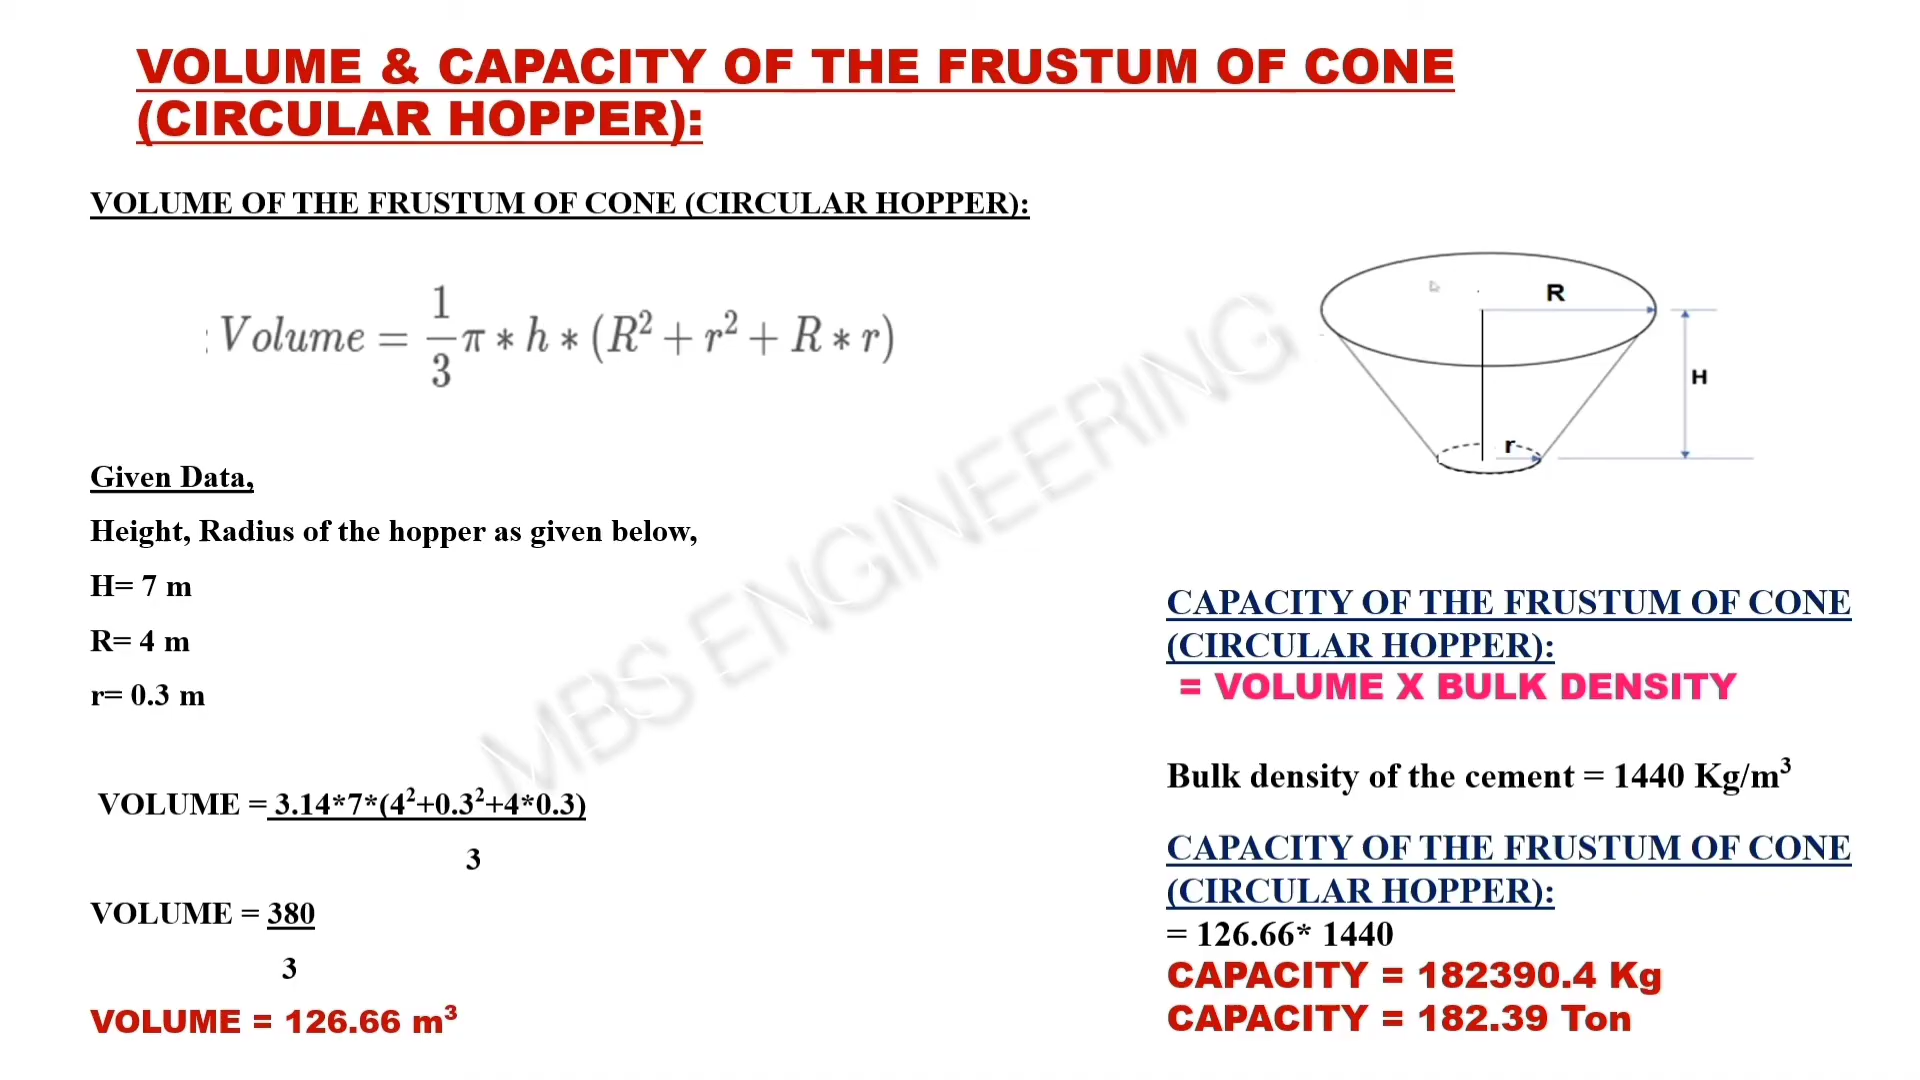 VOLUME & CAPACITY OF THE FRUSTUM OF CONE
(CIRCULAR HOPPER):
VOLUME OF THE FRUSTUM OF CONE (CIRCULAR HOPPER):
: Volume = 1/3 π * h * (R² + r² + R * r)
R
H
r
Given Data,
Height, Radius of the hopper as given below,
H= 7 m
R= 4 m
r= 0.3 m
VOLUME = 3.14*7*(4²+0.3²+4*0.3)
3
VOLUME = 380
3
VOLUME = 126.66 m³
CAPACITY OF THE FRUSTUM OF CONE
(CIRCULAR HOPPER):
= VOLUME X BULK DENSITY
Bulk density of the cement = 1440 Kg/m³
CAPACITY OF THE FRUSTUM OF CONE
(CIRCULAR HOPPER):
= 126.66* 1440
CAPACITY = 182390.4 Kg
CAPACITY = 182.39 Ton
MBS ENGINEERING